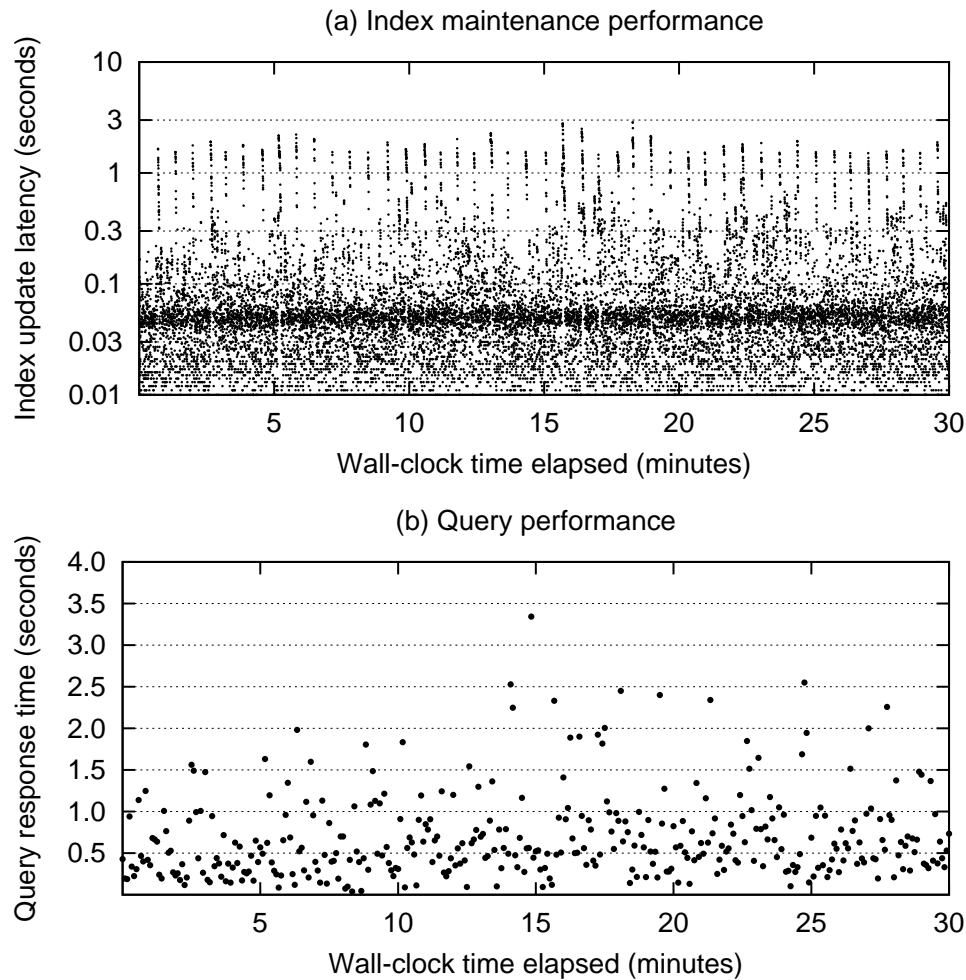 (a) Index maintenance performance
Index update latency (seconds)
10
3
1
0.3
0.1
0.03
0.01
5 10 15 20 25 30
Wall-clock time elapsed (minutes)
(b) Query performance
Query response time (seconds)
4.0
3.5
3.0
2.5
2.0
1.5
1.0
0.5
5 10 15 20 25 30
Wall-clock time elapsed (minutes)